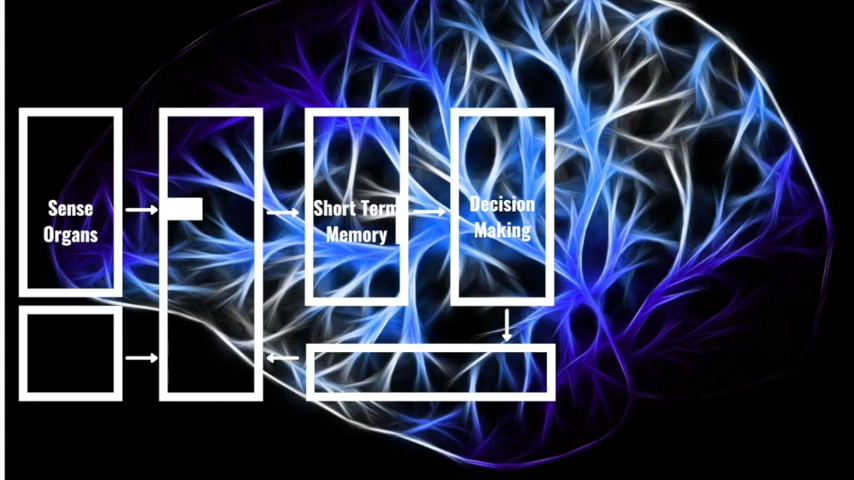 Sense
Organs
Short Term
Memory
Decision
Making